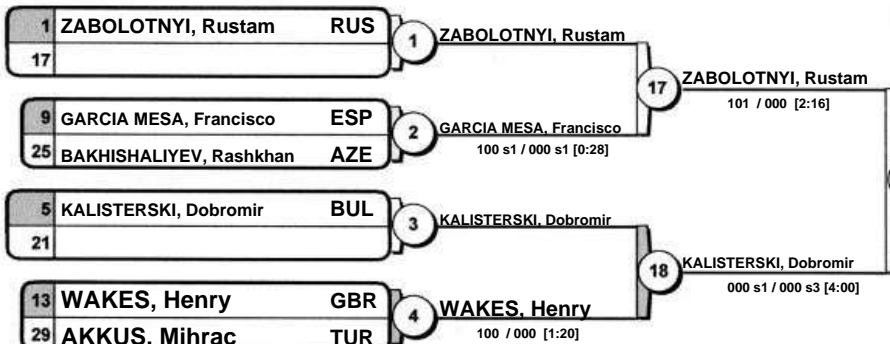 1 ZABOLOTNYI, Rustam RUS
17
1 ZABOLOTNYI, Rustam
9 GARCIA MESA, Francisco ESP
25 BAKHISHALIYEV, Rashkhan AZE
2 GARCIA MESA, Francisco
100 s1 / 000 s1 [0:28]
17 ZABOLOTNYI, Rustam
101 / 000 [2:16]
5 KALISTERSKI, Dobromir BUL
21
3 KALISTERSKI, Dobromir
13 WAKES, Henry GBR
29 AKKUS, Mihrac TUR
4 WAKES, Henry
100 / 000 [1:20]
18 KALISTERSKI, Dobromir
000 s1 / 000 s3 [4:00]